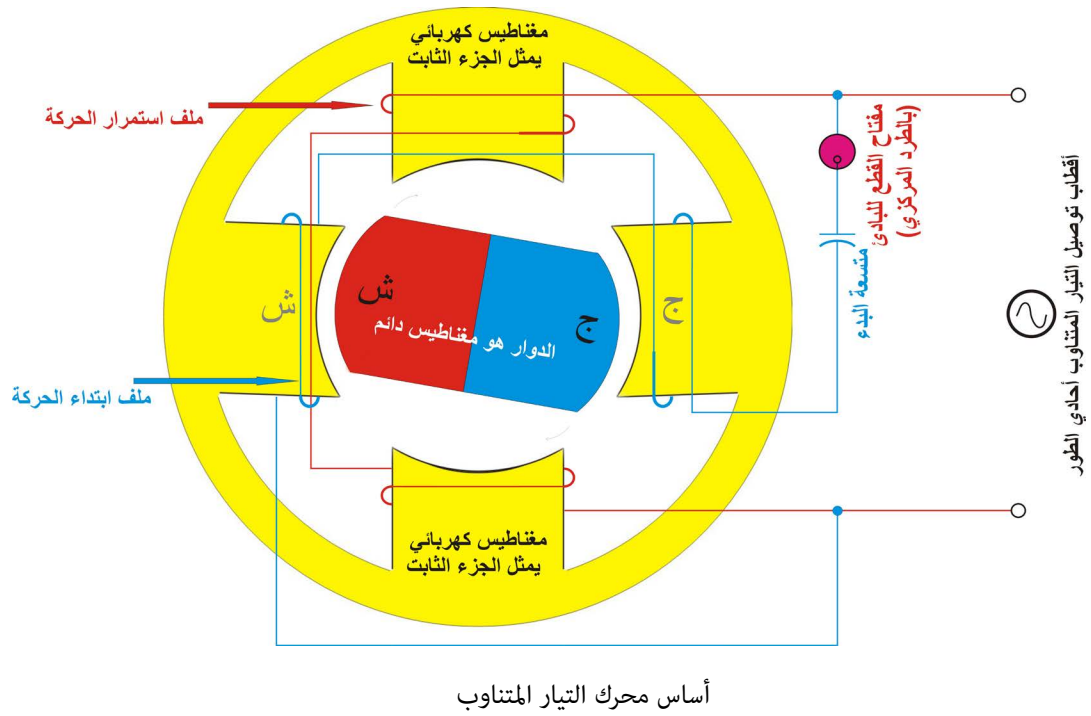 مغناطيس كهربائي
يمثل الجزء الثابت
ملف استمرار الحركة
مفتاح القطع للبادئ
(بالطرد المركزي)
متسعة البدء
أقطاب توصيل التيار المتناوب أحادي الطور
ش
ش
ج
ج
الدوار هو مغناطيس دائم
ملف ابتداء الحركة
مغناطيس كهربائي
يمثل الجزء الثابت
أساس محرك التيار المتناوب